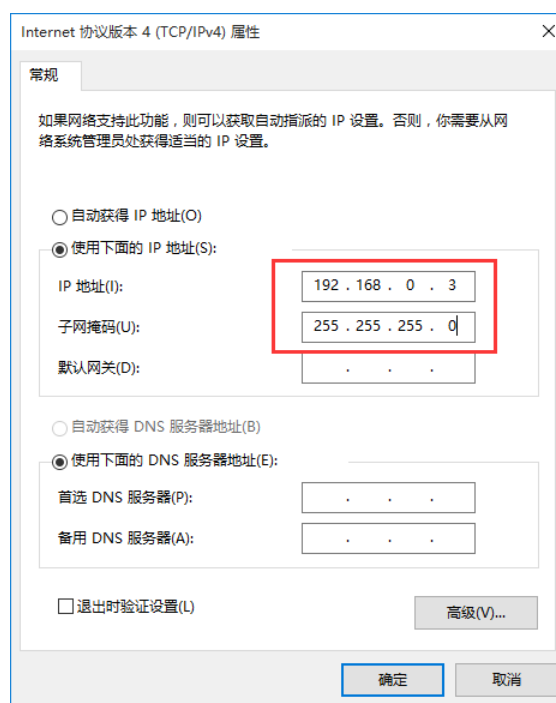 Internet 协议版本 4 (TCP/IPv4) 属性
常规
如果网络支持此功能，则可以获取自动指派的 IP 设置。否则，你需要从网
络系统管理员处获得适当的 IP 设置。
自动获得 IP 地址(O)
使用下面的 IP 地址(S):
IP 地址(I): 192 . 168 . 0 . 3
子网掩码(U): 255 . 255 . 255 . 0
默认网关(D): . . .
自动获得 DNS 服务器地址(B)
使用下面的 DNS 服务器地址(E):
首选 DNS 服务器(P): . . .
备用 DNS 服务器(A): . . .
退出时验证设置(L)
高级(V)...
确定 取消